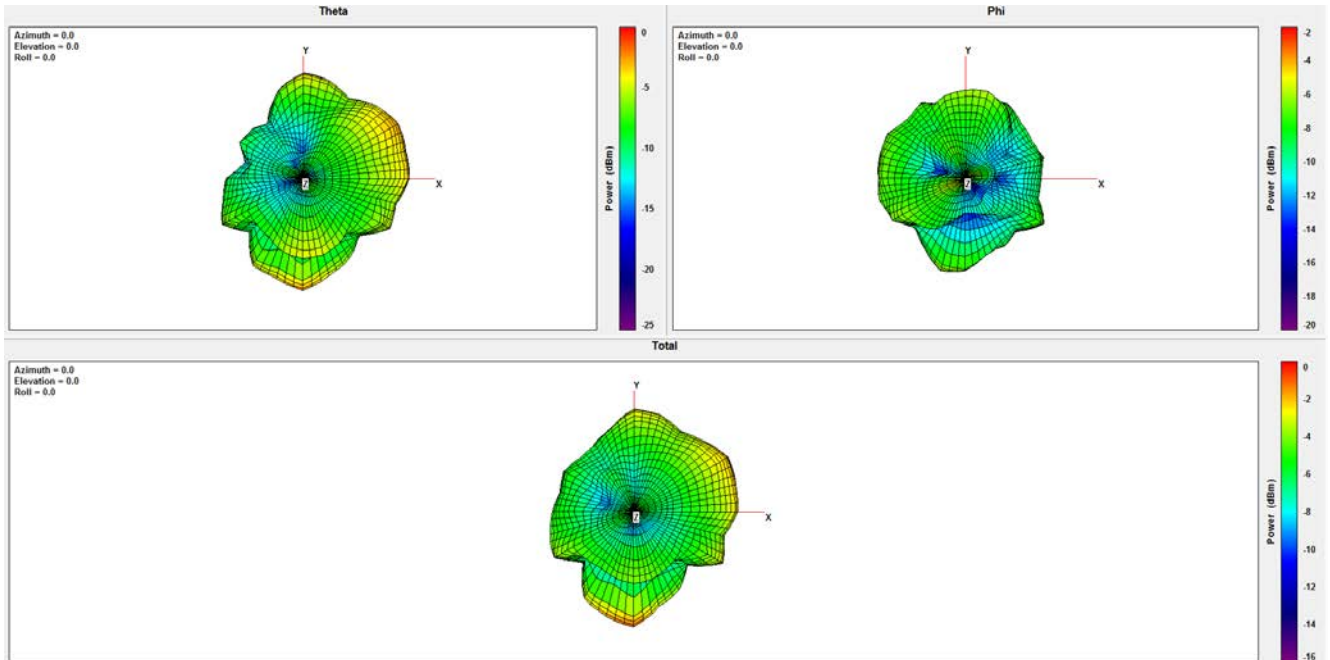 Theta
Azimuth = 0.0
Elevation = 0.0
Roll = 0.0
Y
X
Z
0
-5
-10
-15
-20
-25
Power (dBm)
Phi
Azimuth = 0.0
Elevation = 0.0
Roll = 0.0
Y
X
Z
-2
-4
-6
-8
-10
-12
-14
-16
-18
-20
Power (dBm)
Total
Azimuth = 0.0
Elevation = 0.0
Roll = 0.0
Y
X
Z
0
-2
-4
-6
-8
-10
-12
-14
-16
Power (dBm)